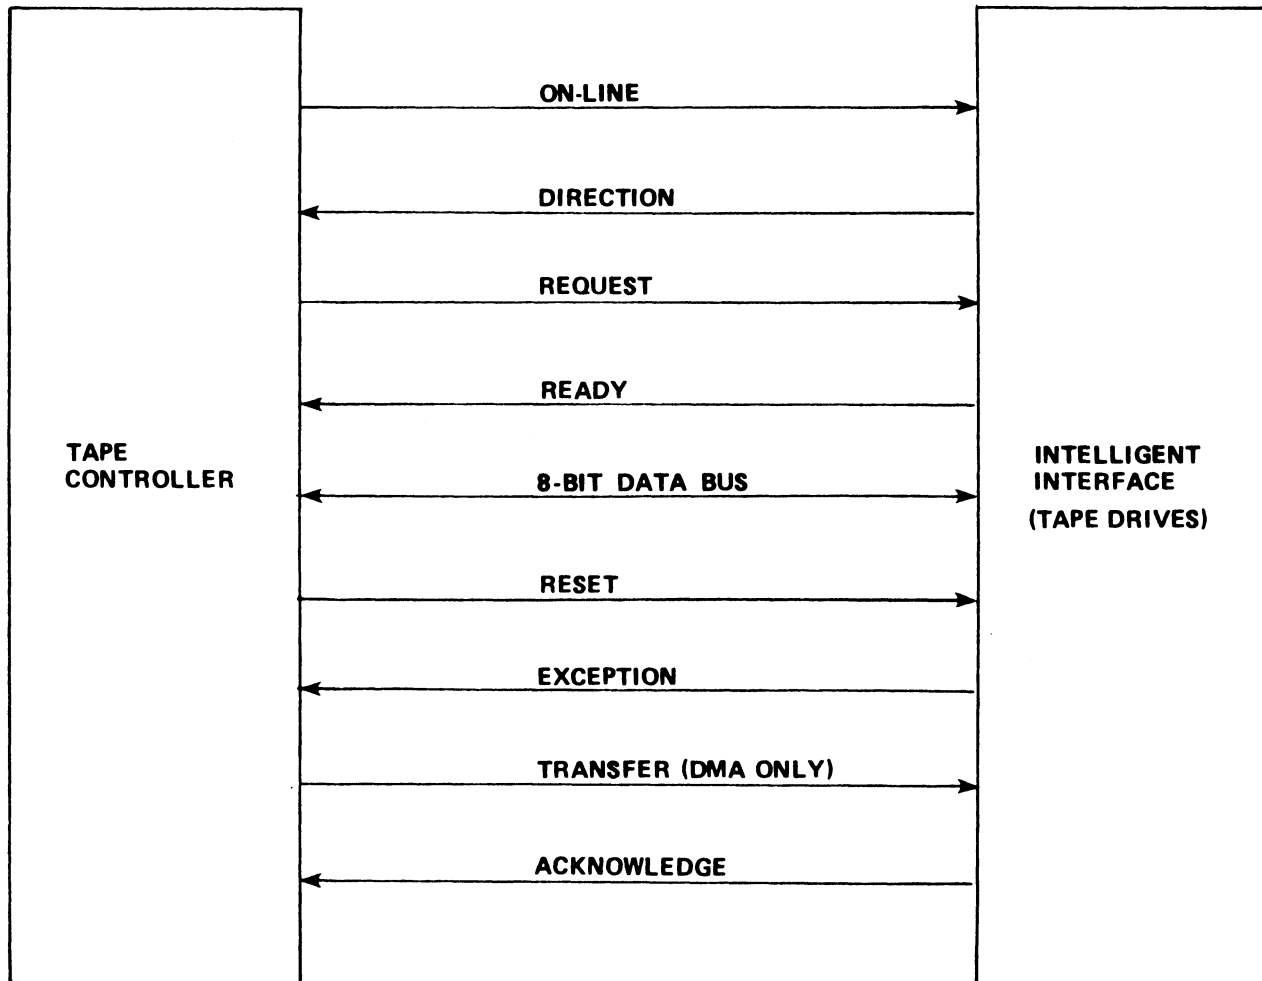 ON-LINE
DIRECTION
REQUEST
READY
TAPE
CONTROLLER
8-BIT DATA BUS
INTELLIGENT
INTERFACE
(TAPE DRIVES)
RESET
EXCEPTION
TRANSFER (DMA ONLY)
ACKNOWLEDGE